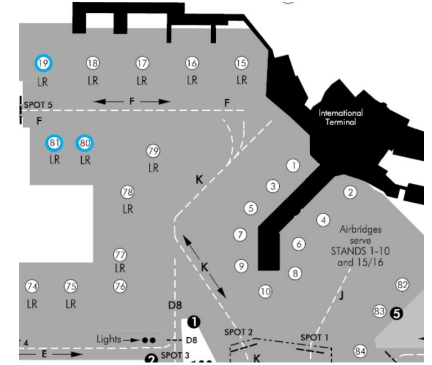 19 18 17 16 15
LR LR LR LR LR
SPOT 5 F F
F
International
Terminal
81 80 79
LR LR LR
K 1
78 3 2
LR 5 4
7 6
Airbridges
serve
STANDS 1-10
and 15/16
77
LR
K 9 8
74 75 76 10
LR LR
J 82
D8 83 5
1
Lights D8
SPOT 2 SPOT 1
4 E 2 SPOT 3 K 84